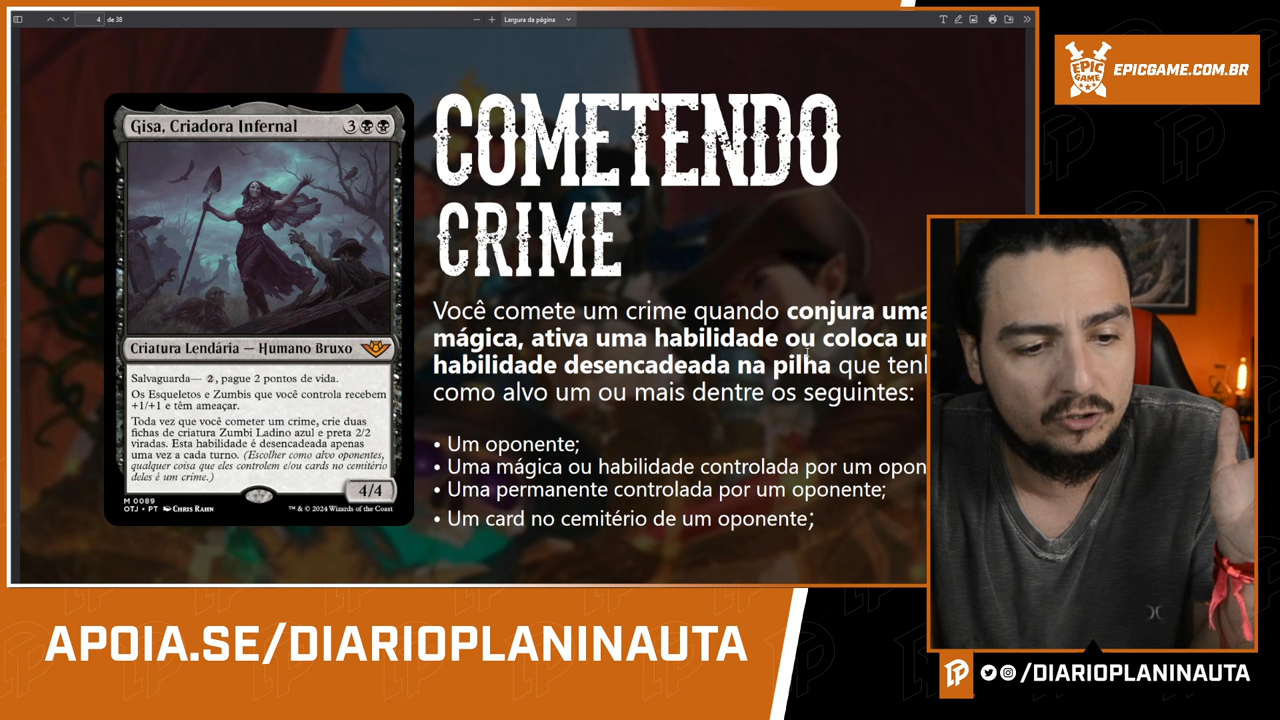 4 de 38
Largura da página
EPIC GAME
EPICGAME.COM.BR
Gisa, Criadora Infernal 3
Criatura Lendária — Humano Bruxo
Salvaguarda— 2, pague 2 pontos de vida.
Os Esqueletos e Zumbis que você controla recebem
+1/+1 e têm ameaçar.
Toda vez que você cometer um crime, crie duas
fichas de criatura Zumbi Ladino azul e preta 2/2
viradas. Esta habilidade é desencadeada apenas
uma vez a cada turno. (Escolher como alvo oponentes,
qualquer coisa que eles controlem e/ou cards no cemitério
deles é um crime.)
4/4
M 0089
OTJ • PT Chris Rahn
™ & © 2024 Wizards of the Coast
COMETENDO
CRIME
Você comete um crime quando conjura uma
mágica, ativa uma habilidade ou coloca
habilidade desencadeada na pilha que
como alvo um ou mais dentre os seguintes:
• Um oponente;
• Uma mágica ou habilidade controlada por um opon
• Uma permanente controlada por um oponente;
• Um card no cemitério de um oponente;
APOIA.SE/DIARIOPLANINAUTA
/DIARIOPLANINAUTA